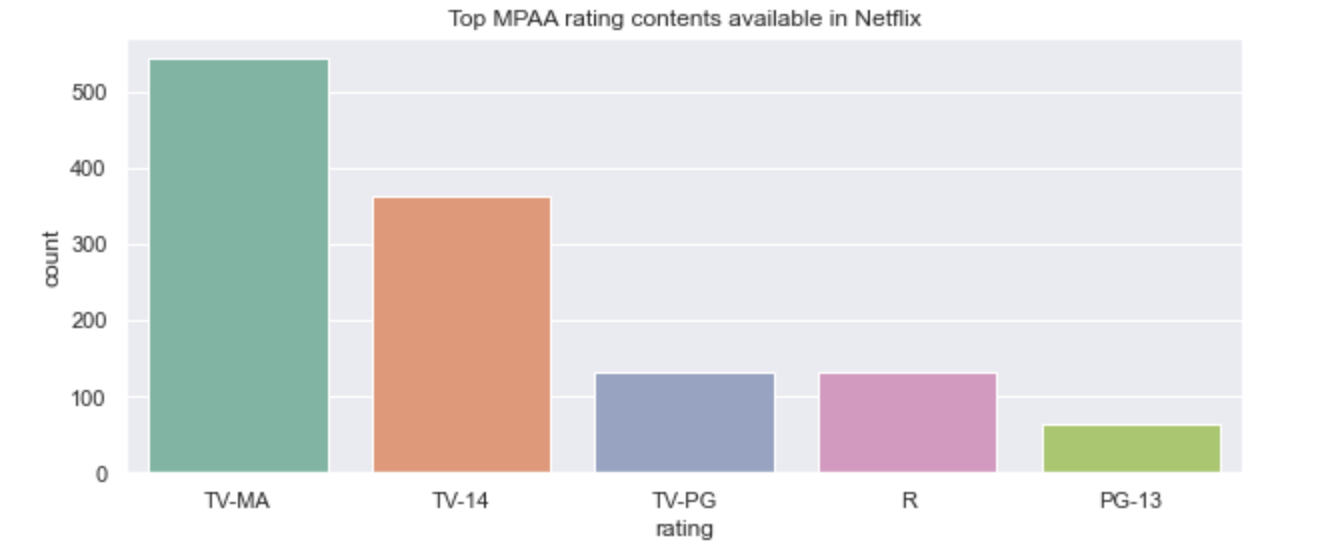 Top MPAA rating contents available in Netflix
count
500
400
300
200
100
0
TV-MA TV-14 TV-PG R PG-13
rating